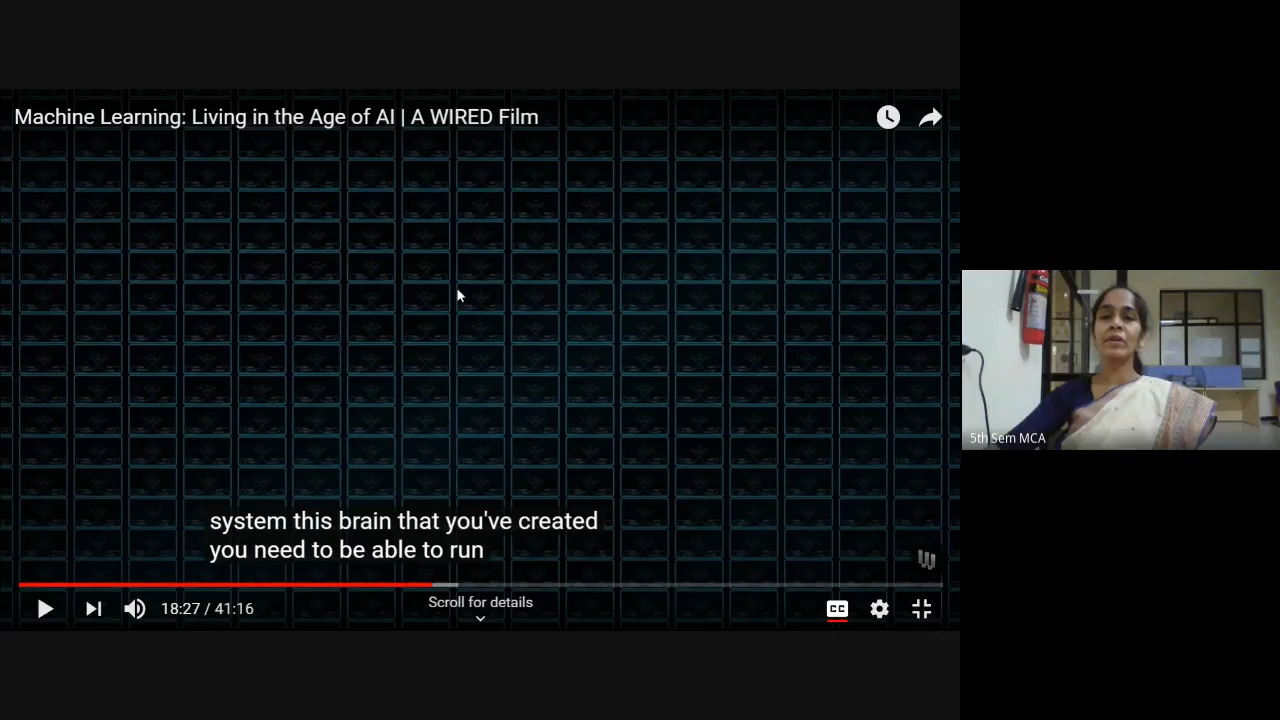 Machine Learning: Living in the Age of AI | A WIRED Film
system this brain that you've created
you need to be able to run
18:27 / 41:16
Scroll for details
CC
5th Sem MCA